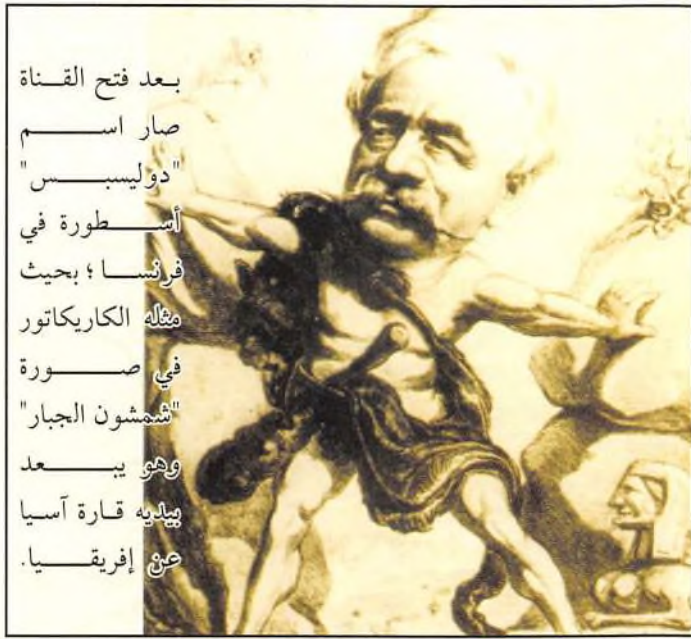 بعد فتح القناة
صار اسم
"دوليسبس"
أسطورة في
فرنسا ؛ بحيث
مثله الكاريكاتور
في صورة
"شمشون الجبار"
وهو يبعد
بيديه قارة آسيا
عن إفريقيا.